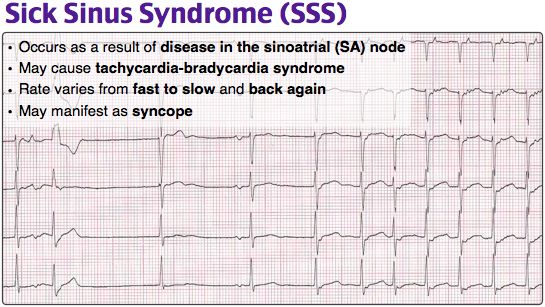 Sick Sinus Syndrome (SSS)
• Occurs as a result of disease in the sinoatrial (SA) node
• May cause tachycardia-bradycardia syndrome
• Rate varies from fast to slow and back again
• May manifest as syncope